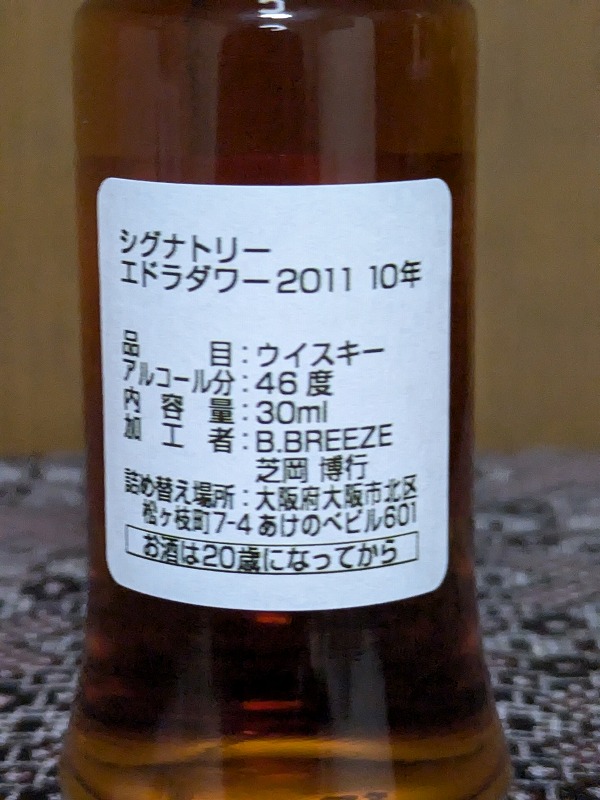 シグナトリー
エドラダワー2011 10年
品目:ウイスキー
アルコール分:46度
内容量:30ml
加工者:B.BREEZE
芝岡 博行
詰め替え場所:大阪府大阪市北区
松ヶ枝町7-4あけのべビル601
お酒は20歳になってから